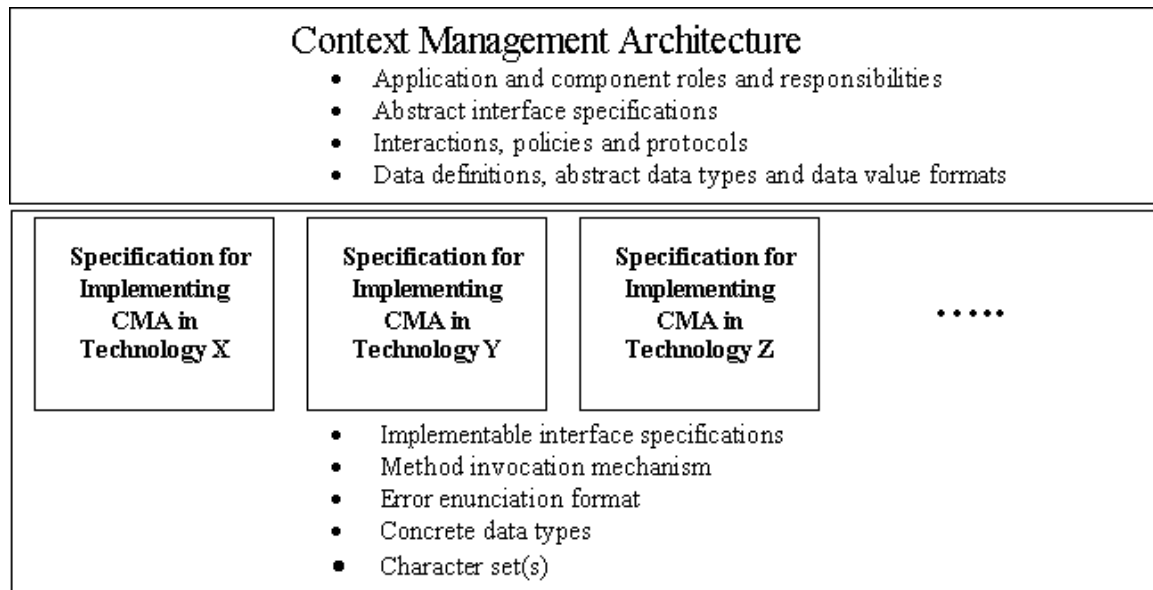 Context Management Architecture
• Application and component roles and responsibilities
• Abstract interface specifications
• Interactions, policies and protocols
• Data definitions, abstract data types and data value formats
Specification for
Implementing
CMA in
Technology X
Specification for
Implementing
CMA in
Technology Y
Specification for
Implementing
CMA in
Technology Z
.....
• Implementable interface specifications
• Method invocation mechanism
• Error enunciation format
• Concrete data types
• Character set(s)